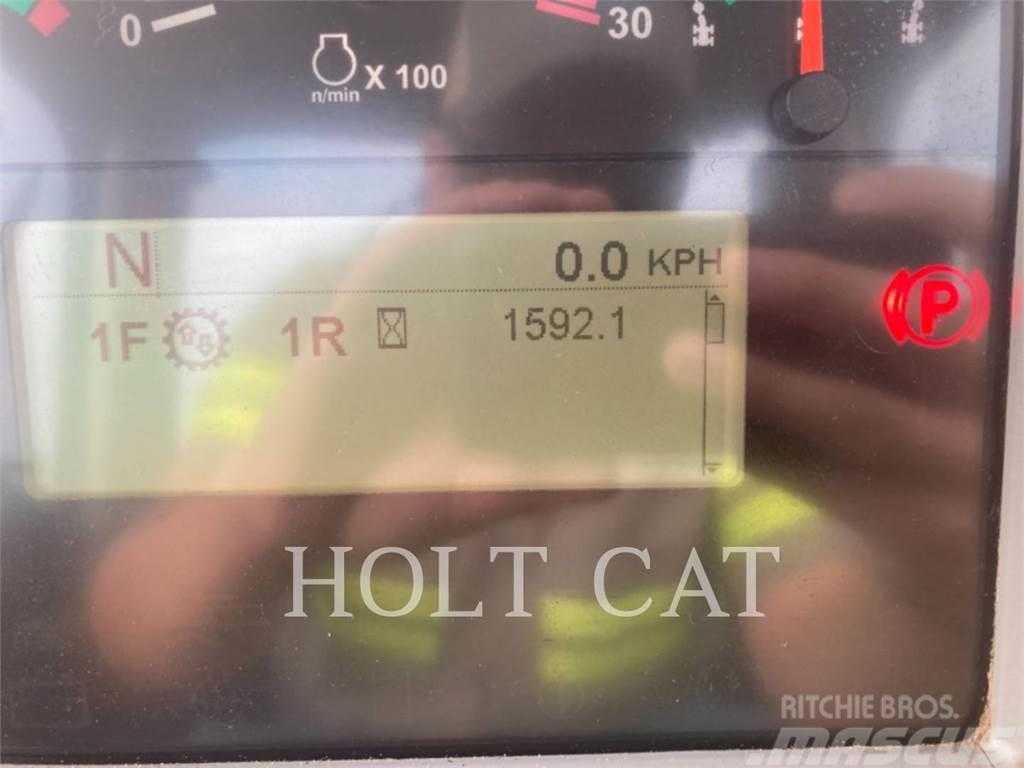 0
30
n/min X 100
N 0.0 KPH
1F 1R 1592.1
P
HOLT CAT
RITCHIE BROS.
MASCUS